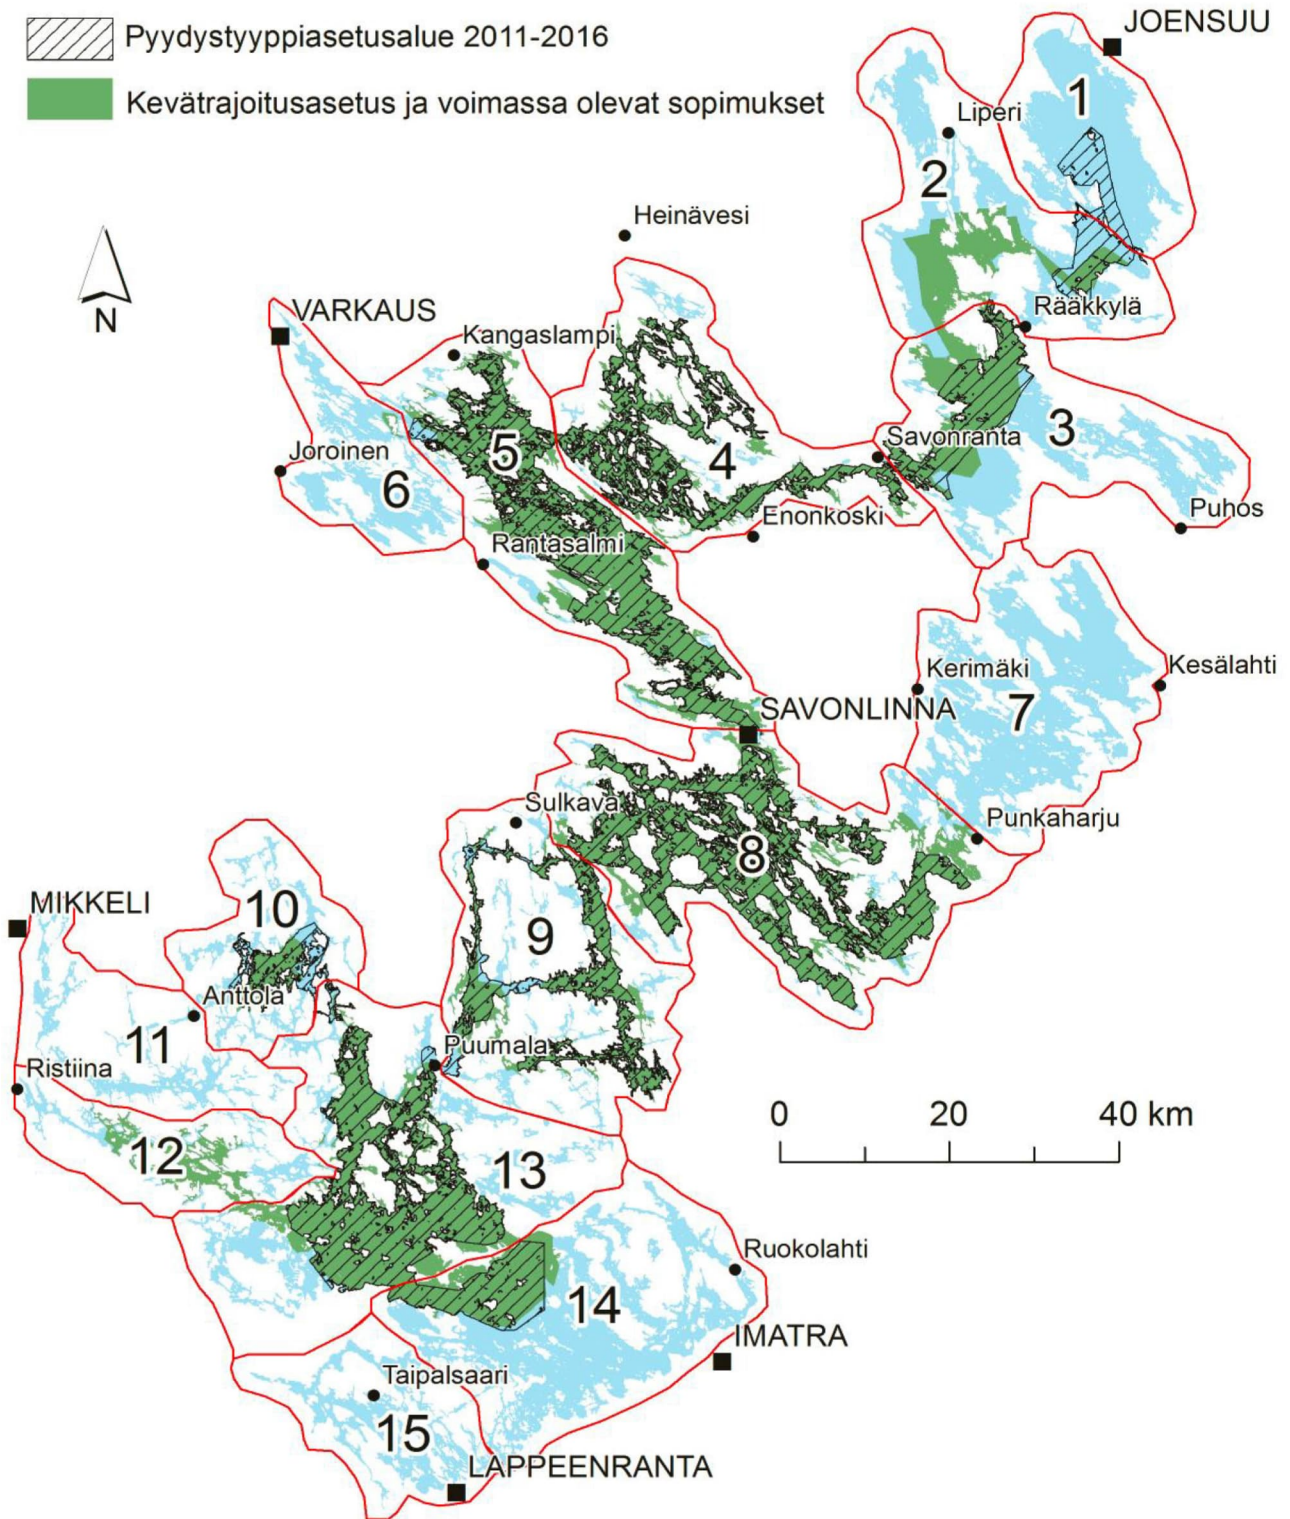 Pyydystyyppiasetusalue 2011-2016
Kevätrajoitusasetus ja voimassa olevat sopimukset
JOENSUU
1
Liperi
2
Heinävesi
N
VARKAUS
Rääkkylä
Kangaslampi
Savonranta
3
Joroinen
5
4
6
Puhos
Enonkoski
Rantasalmi
Kerimäki
Kesälahti
7
SAVONLINNA
Sulkava
Punkaharju
8
MIKKELI
10
9
Anttola
11
Puumala
Ristiina
0 20 40 km
12
13
Ruokolahti
14
IMATRA
Taipalsaari
15
LAPPEENRANTA